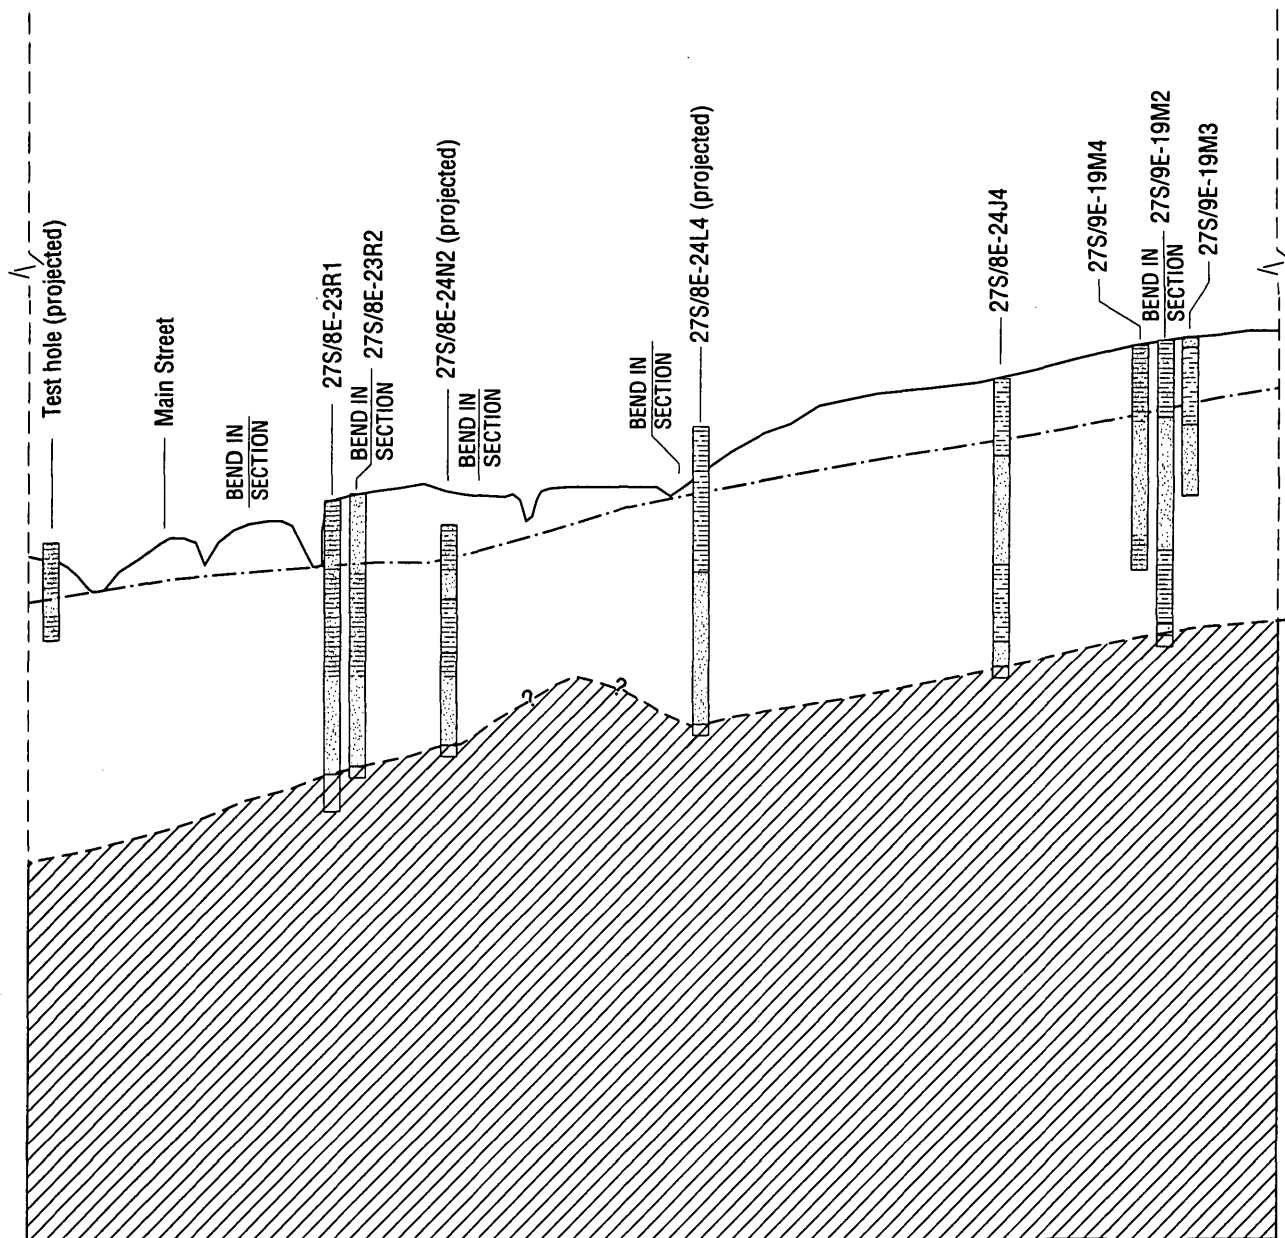 Test hole (projected)
Main Street
BEND IN
SECTION
27S/8E-23R1
BEND IN
SECTION
27S/8E-23R2
27S/8E-24N2 (projected)
BEND IN
SECTION
BEND IN
SECTION
27S/8E-24L4 (projected)
27S/8E-24J4
27S/9E-19M4
BEND IN
SECTION
27S/9E-19M2
27S/9E-19M3
?
?